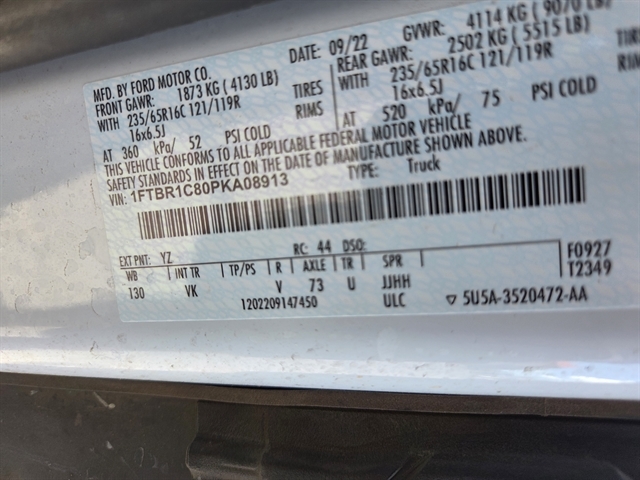 MFD. BY FORD MOTOR CO. DATE: 09/22 GVWR: 4114 KG (9070 LB)
FRONT GAWR: 1873 KG (4130 LB) REAR GAWR: 2502 KG (5515 LB)
WITH 235/65R16C 121/119R TIRES WITH 235/65R16C 121/119R
16x6.5J RIMS 16x6.5J
AT 360 kPa/ 52 PSI COLD AT 520 kPa/ 75 PSI COLD
THIS VEHICLE CONFORMS TO ALL APPLICABLE FEDERAL MOTOR VEHICLE
SAFETY STANDARDS IN EFFECT ON THE DATE OF MANUFACTURE SHOWN ABOVE.
VIN: 1FTBR1C80PKA08913 TYPE: Truck
EXT PNT: YZ RC: 44 DSO: F0927
WB INT TR TP/PS R AXLE TR SPR T2349
130 VK V 73 U JJHH
1202209147450 ULC ▽ 5U5A-3520472-AA